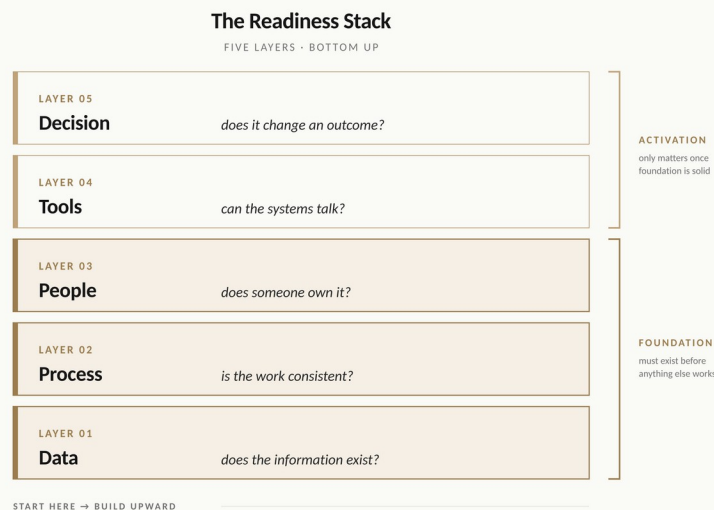 The Readiness Stack
FIVE LAYERS · BOTTOM UP
LAYER 05
Decision
does it change an outcome?
LAYER 04
Tools
can the systems talk?
ACTIVATION
only matters once
foundation is solid
LAYER 03
People
does someone own it?
LAYER 02
Process
is the work consistent?
LAYER 01
Data
does the information exist?
FOUNDATION
must exist before
anything else works
START HERE → BUILD UPWARD